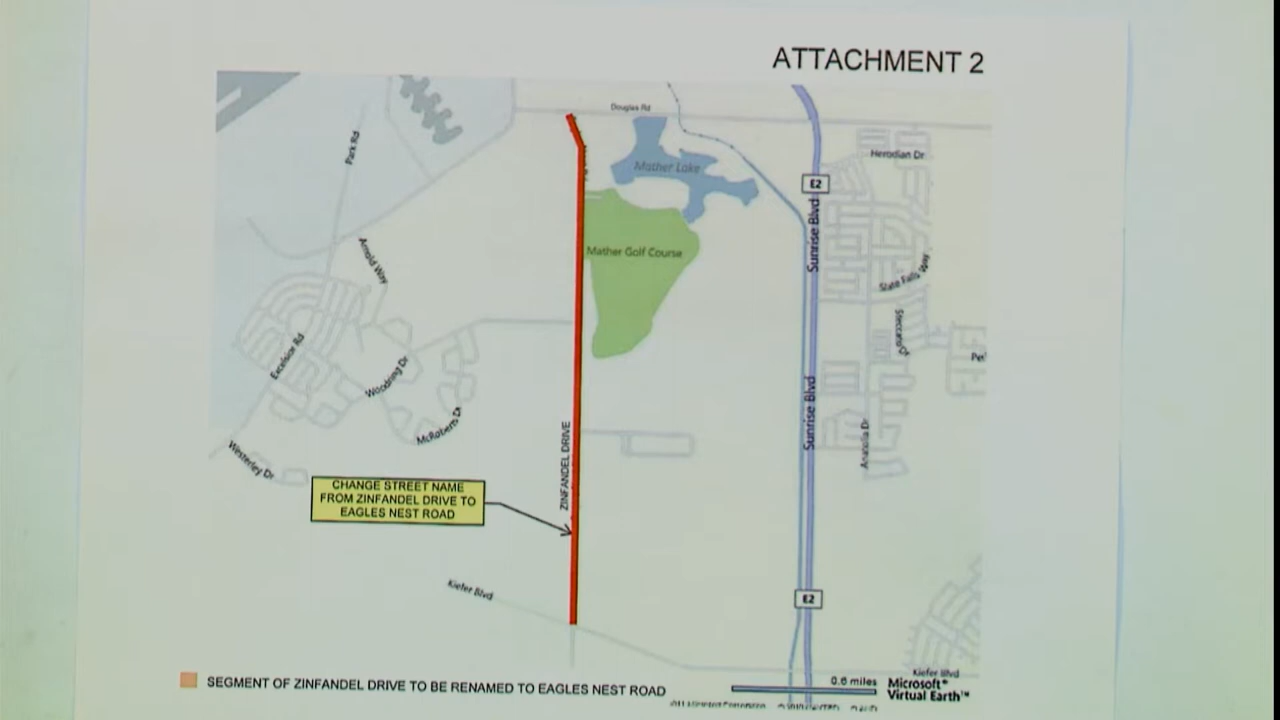 ATTACHMENT 2
Douglas Rd
Park Rd
Mather Lake
Herodian Dr
E2
Sunrise Blvd
Arnold Way
Mather Golf Course
Slate Falls Way
Excelsior Rd
Woodring Dr
McRoberts Dr
Sunrise Blvd
Anatolia Dr
Westerley Dr
ZINFANDEL DRIVE
CHANGE STREET NAME
FROM ZINFANDEL DRIVE TO
EAGLES NEST ROAD
Kiefer Blvd
E2
Kiefer Blvd
SEGMENT OF ZINFANDEL DRIVE TO BE RENAMED TO EAGLES NEST ROAD
0.6 miles
Microsoft®
Virtual Earth™